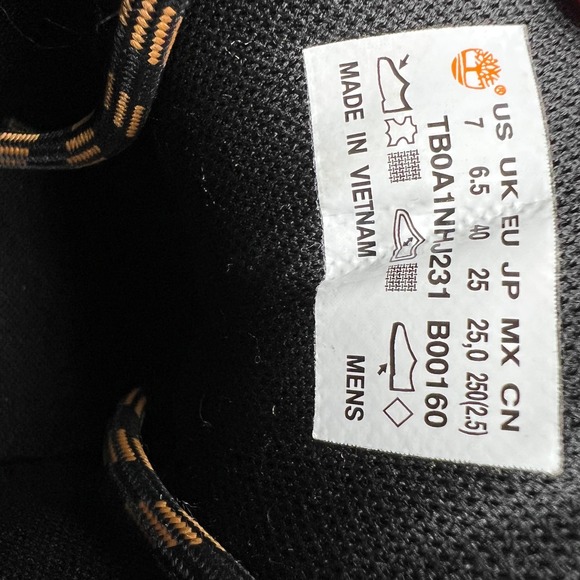 ®
US UK EU JP MX CN
7 6.5 40 25 25,0 250(2.5)
TB0A1NHJ231 B00160
MADE IN VIETNAM MENS